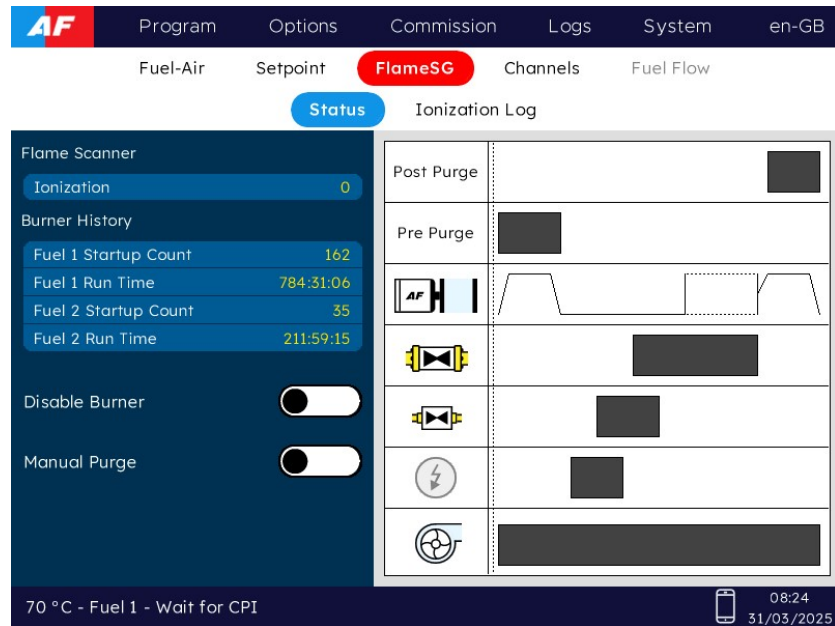 AF Program Options Commission Logs System en-GB
Fuel-Air Setpoint FlameSG Channels Fuel Flow
Status Ionization Log
Flame Scanner
Ionization 0
Burner History
Fuel 1 Startup Count 162
Fuel 1 Run Time 784:31:06
Fuel 2 Startup Count 35
Fuel 2 Run Time 211:59:15
Disable Burner
Manual Purge
Post Purge
Pre Purge
AF
70 °C - Fuel 1 - Wait for CPI
08:24
31/03/2025